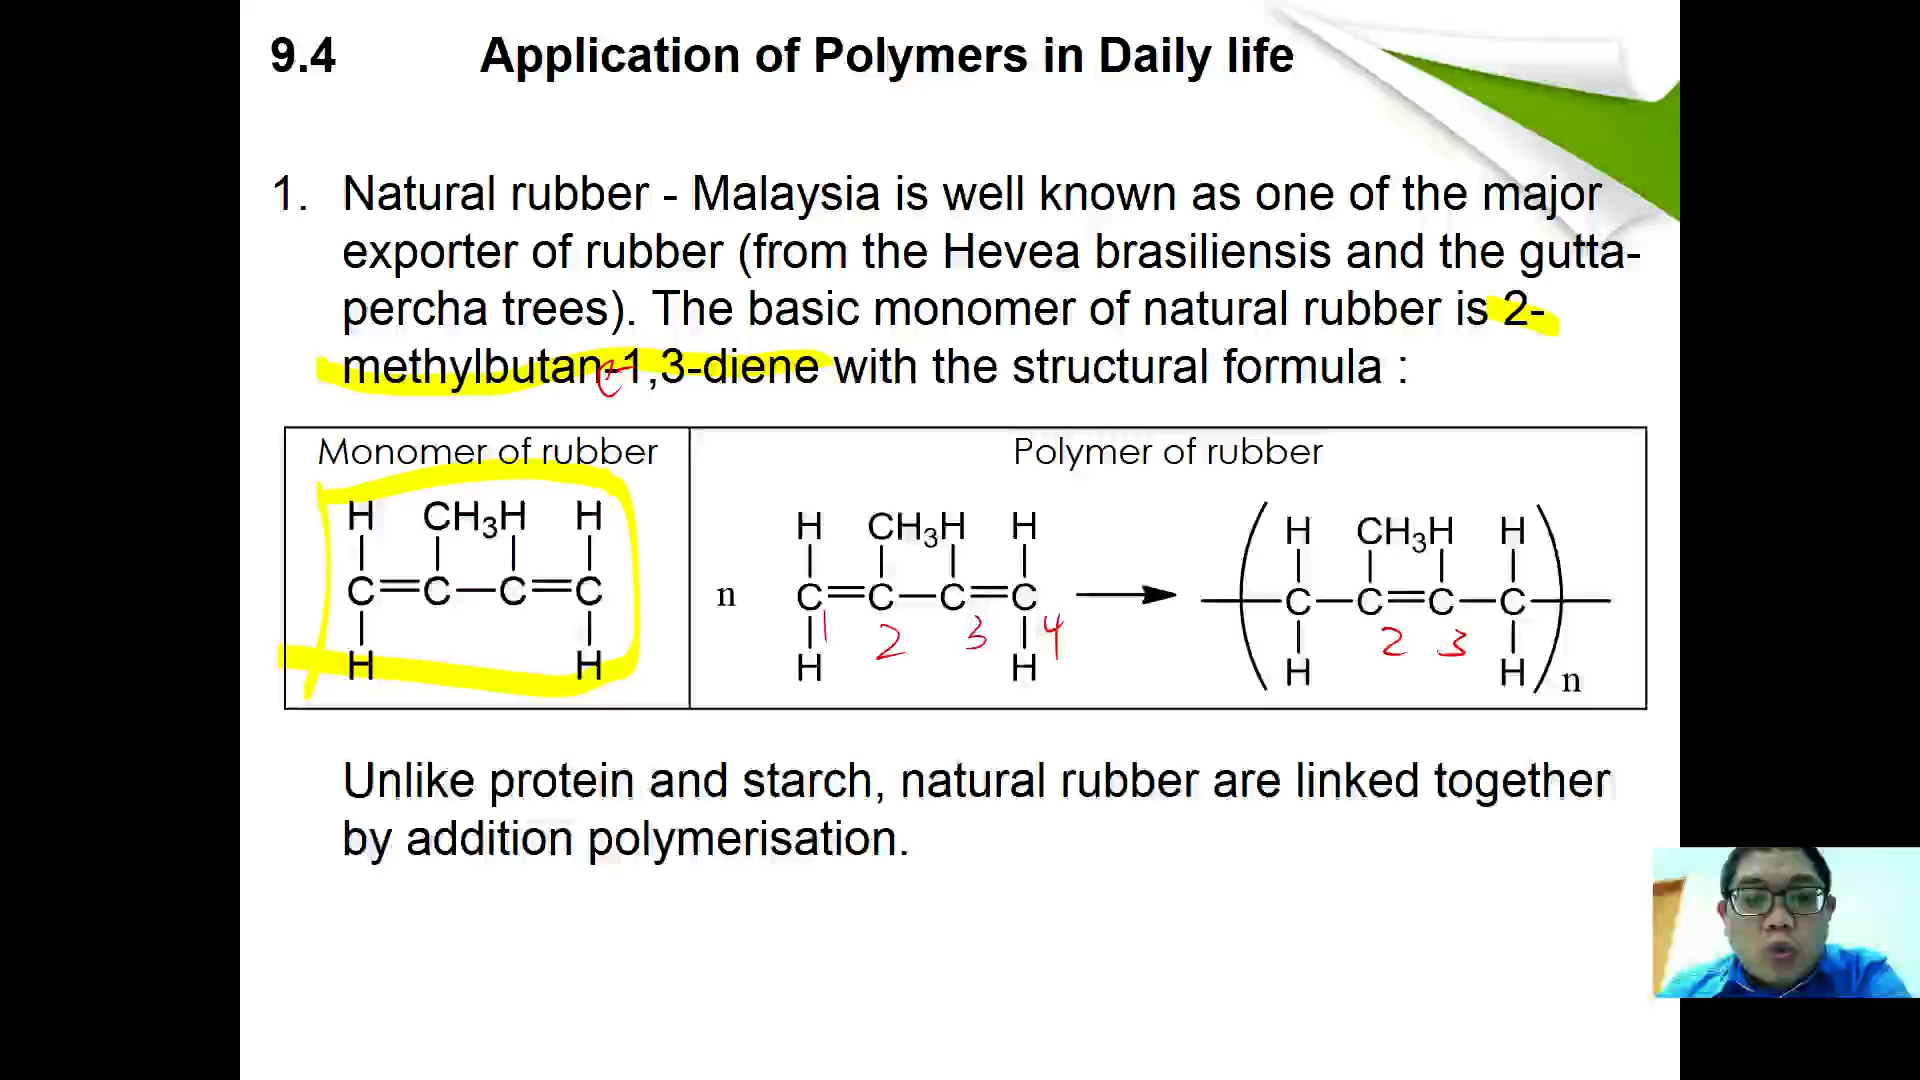 9.4 Application of Polymers in Daily life
1. Natural rubber - Malaysia is well known as one of the major
exporter of rubber (from the Hevea brasiliensis and the gutta-
percha trees). The basic monomer of natural rubber is 2-
methylbutan-1,3-diene with the structural formula :
Monomer of rubber
H CH3H H
C=C—C=C
H H
Polymer of rubber
H CH3H H
n C=C—C=C
1 2 3 4
H H
H CH3H H
C—C=C—C
2 3
H H n
Unlike protein and starch, natural rubber are linked together
by addition polymerisation.